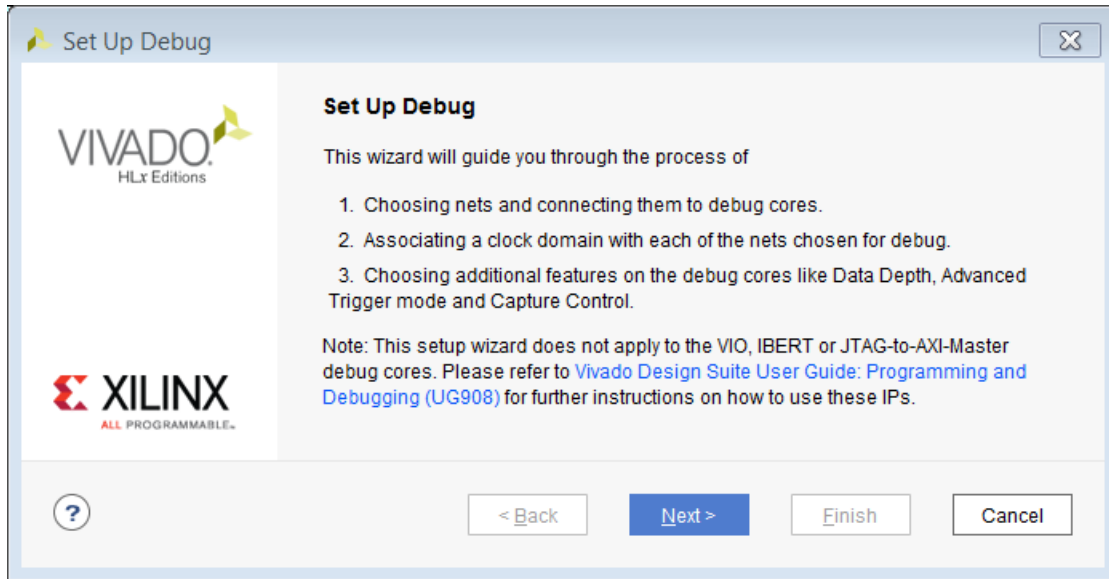 Set Up Debug
VIVADO.
HLx Editions
Set Up Debug
This wizard will guide you through the process of
1. Choosing nets and connecting them to debug cores.
2. Associating a clock domain with each of the nets chosen for debug.
3. Choosing additional features on the debug cores like Data Depth, Advanced
Trigger mode and Capture Control.
Note: This setup wizard does not apply to the VIO, IBERT or JTAG-to-AXI-Master
debug cores. Please refer to Vivado Design Suite User Guide: Programming and
Debugging (UG908) for further instructions on how to use these IPs.
XILINX
ALL PROGRAMMABLE™
?
< Back
Next >
Finish
Cancel